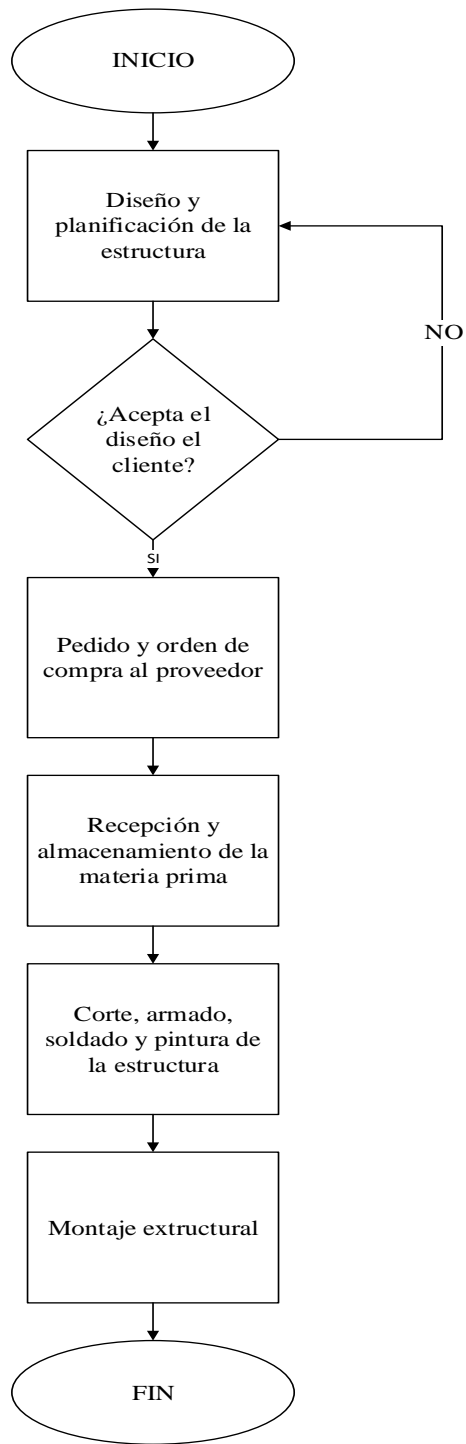 INICIO
Diseño y
planificación de la
estructura
NO
¿Acepta el
diseño el
cliente?
SI
Pedido y orden de
compra al proveedor
Recepción y
almacenamiento de la
materia prima
Corte, armado,
soldado y pintura de
la estructura
Montaje extructural
FIN